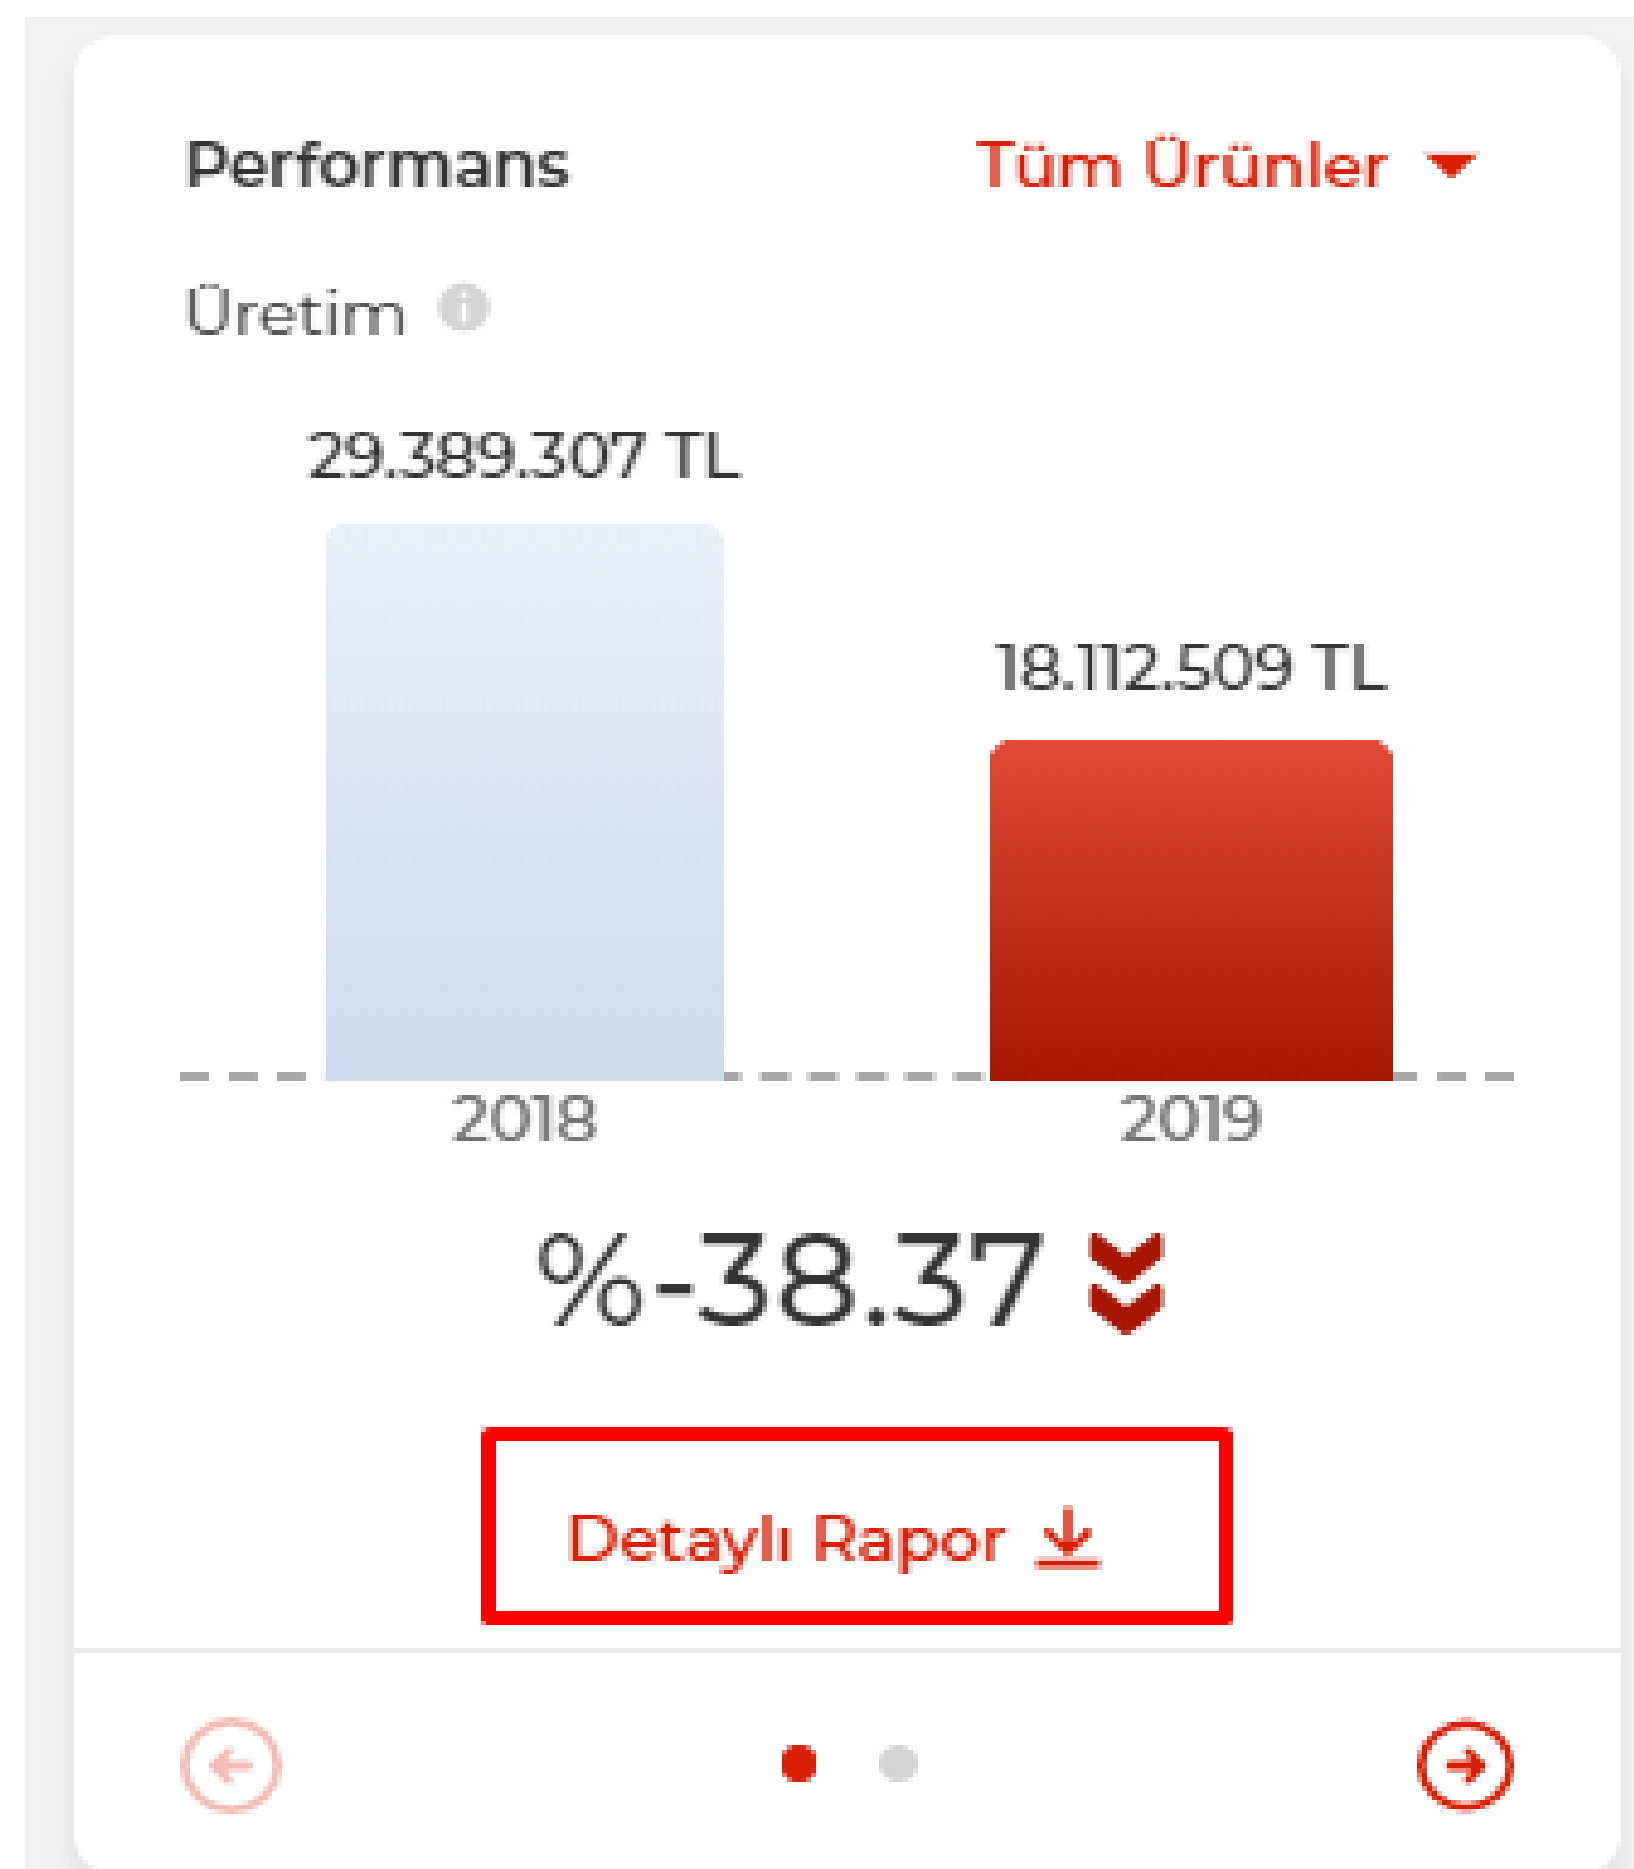 Performans
Tüm Ürünler
Üretim
29.389.307 TL
18.112.509 TL
2018
2019
%-38.37
Detaylı Rapor